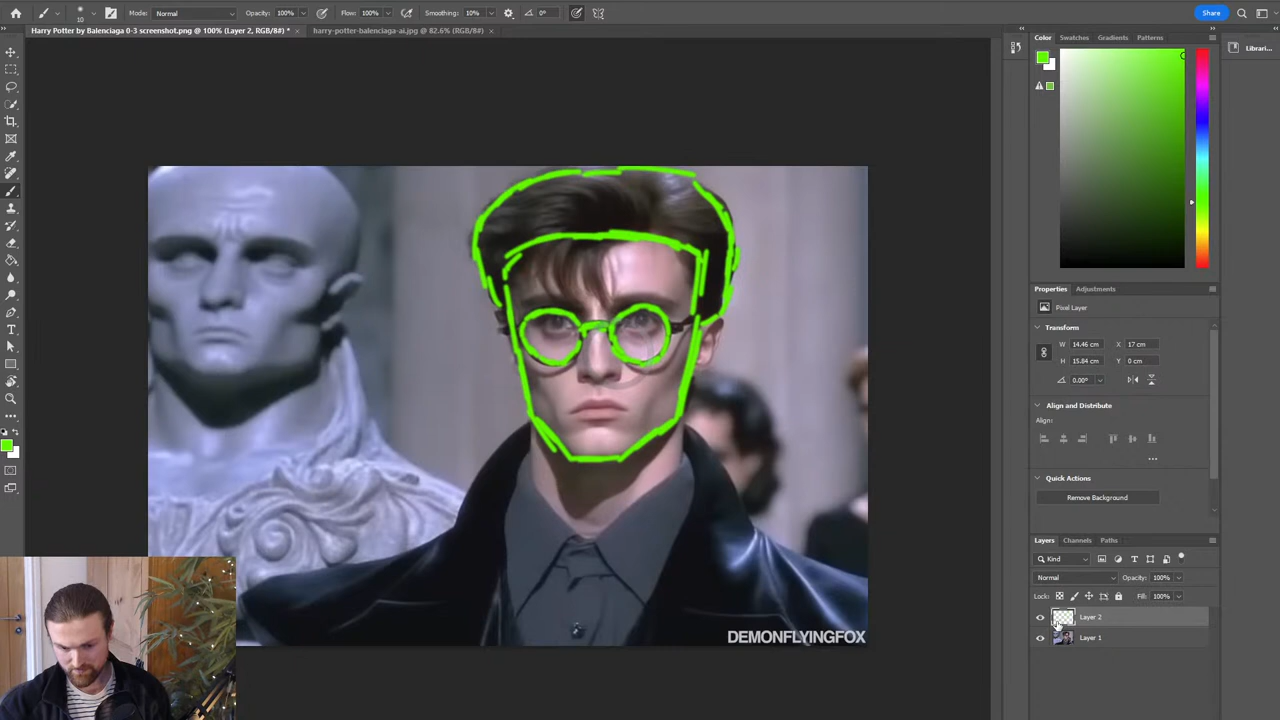 Mode: Normal Opacity: 100% Flow: 100% Smoothing: 10% 0° Share
10
Harry Potter by Balenciaga 0-3 screenshot.png @ 100% (Layer 2, RGB/8#) * × harry-potter-balenciaga-ai.jpg @ 82.6% (RGB/8#) ×
Color Swatches Gradients Patterns
Librari...
Properties Adjustments
Pixel Layer
Transform
W 14.46 cm X 17 cm
H 15.84 cm Y 0 cm
0.00°
Align and Distribute
Align:
...
Quick Actions
Remove Background
Layers Channels Paths
Kind
Normal Opacity: 100%
Lock: Fill: 100%
Layer 2
Layer 1
DEMONFLYINGFOX